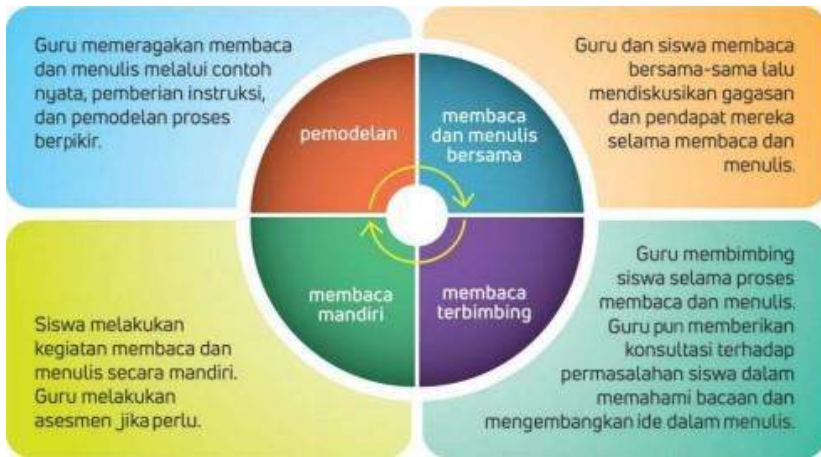 Guru memeragakan membaca
dan menulis melalui contoh
nyata, pemberian instruksi,
dan pemodelan proses
berpikir.
Guru dan siswa membaca
bersama-sama lalu
mendiskusikan gagasan
dan pendapat mereka
selama membaca dan
menulis.
pemodelan
membaca
dan menulis
bersama
membaca
mandiri
membaca
terbimbing
Siswa melakukan
kegiatan membaca dan
menulis secara mandiri.
Guru melakukan
asesmen jika perlu.
Guru membimbing
siswa selama proses
membaca dan menulis.
Guru pun memberikan
konsultasi terhadap
permasalahan siswa dalam
memahami bacaan dan
mengembangkan ide dalam menulis.